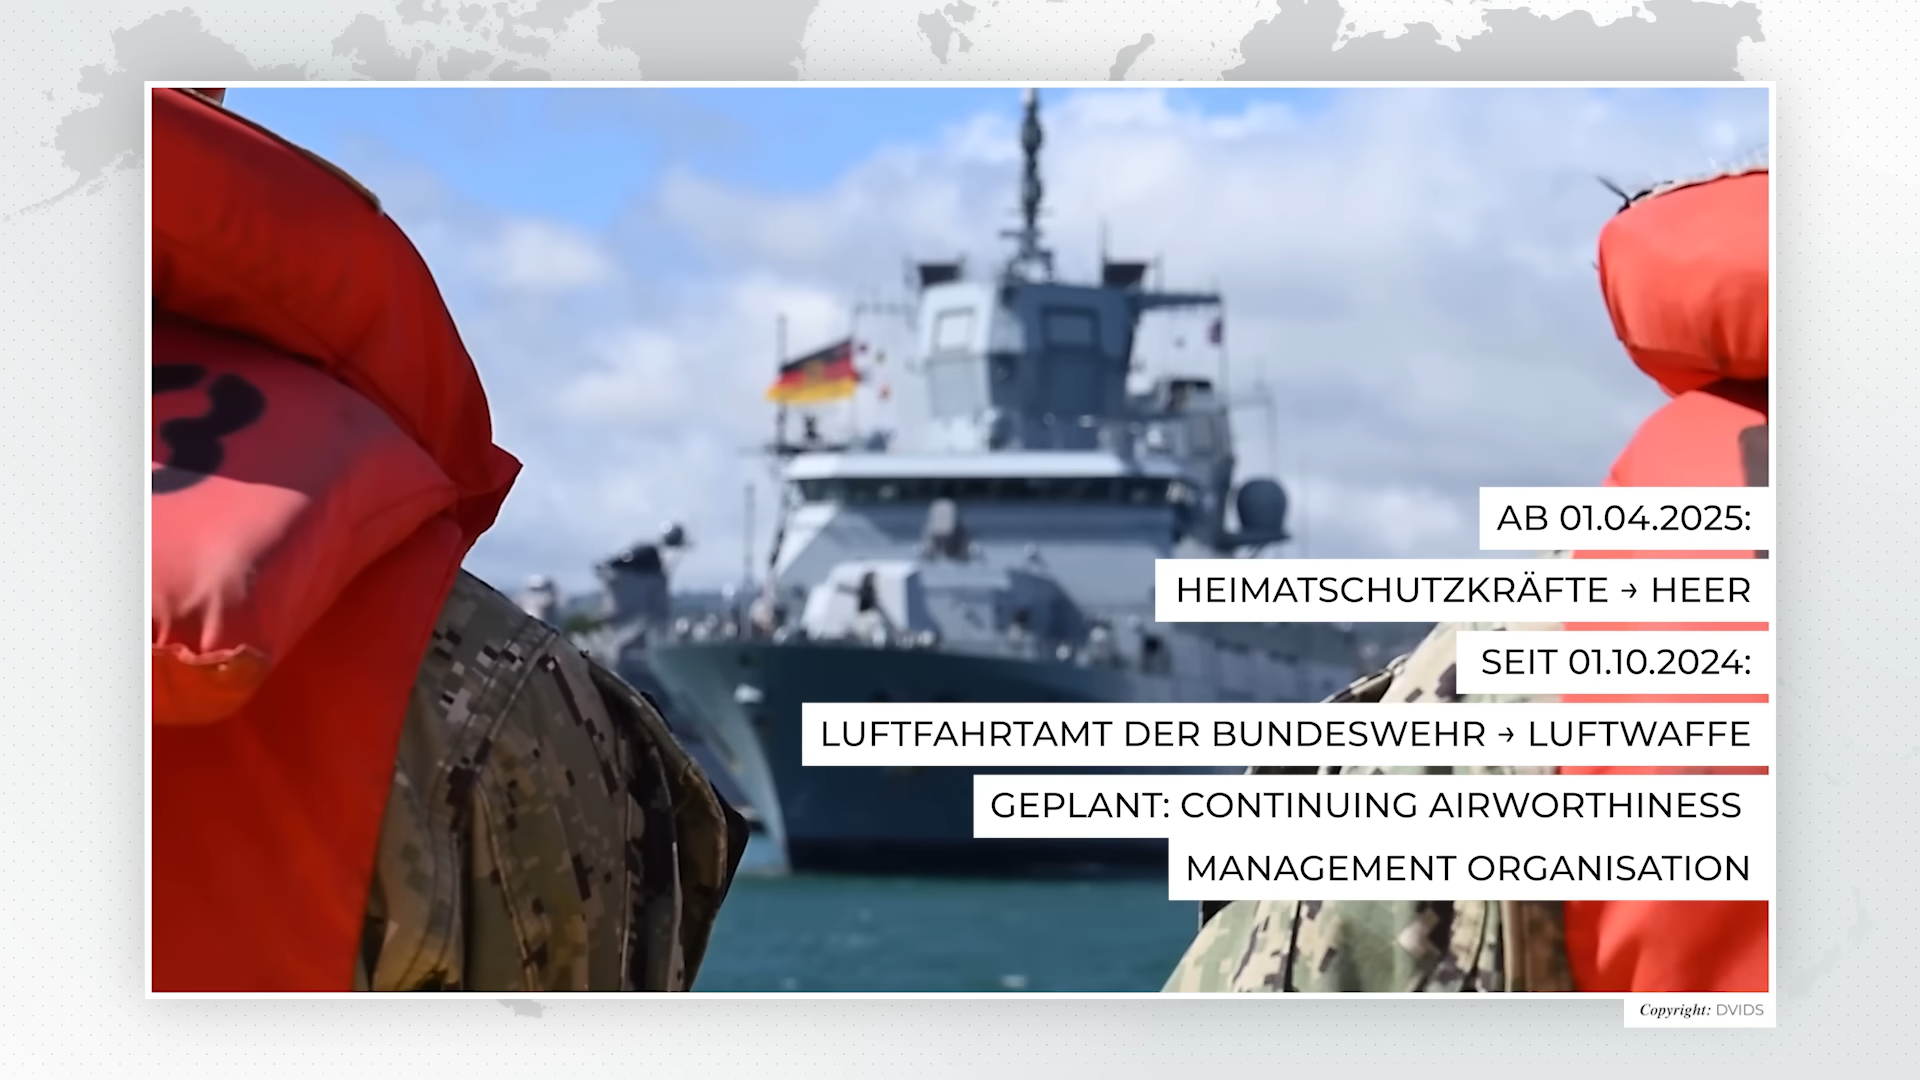 AB 01.04.2025:
HEIMATSCHUTZKRÄFTE → HEER
SEIT 01.10.2024:
LUFTFAHRTAMT DER BUNDESWEHR → LUFTWAFFE
GEPLANT: CONTINUING AIRWORTHINESS
MANAGEMENT ORGANISATION
Copyright: DVIDS